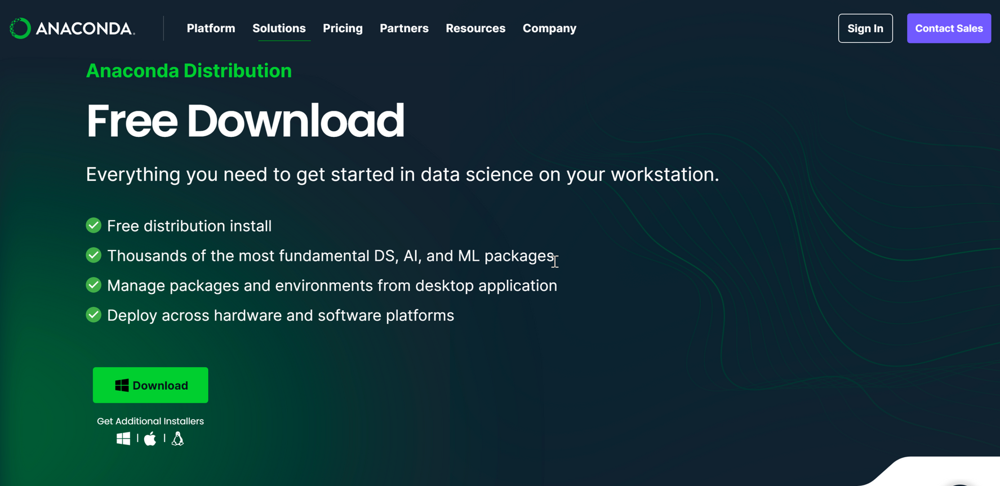 ANACONDA.
Platform Solutions Pricing Partners Resources Company
Sign In
Contact Sales
Anaconda Distribution
Free Download
Everything you need to get started in data science on your workstation.
Free distribution install
Thousands of the most fundamental DS, AI, and ML packages
Manage packages and environments from desktop application
Deploy across hardware and software platforms
Download
Get Additional Installers